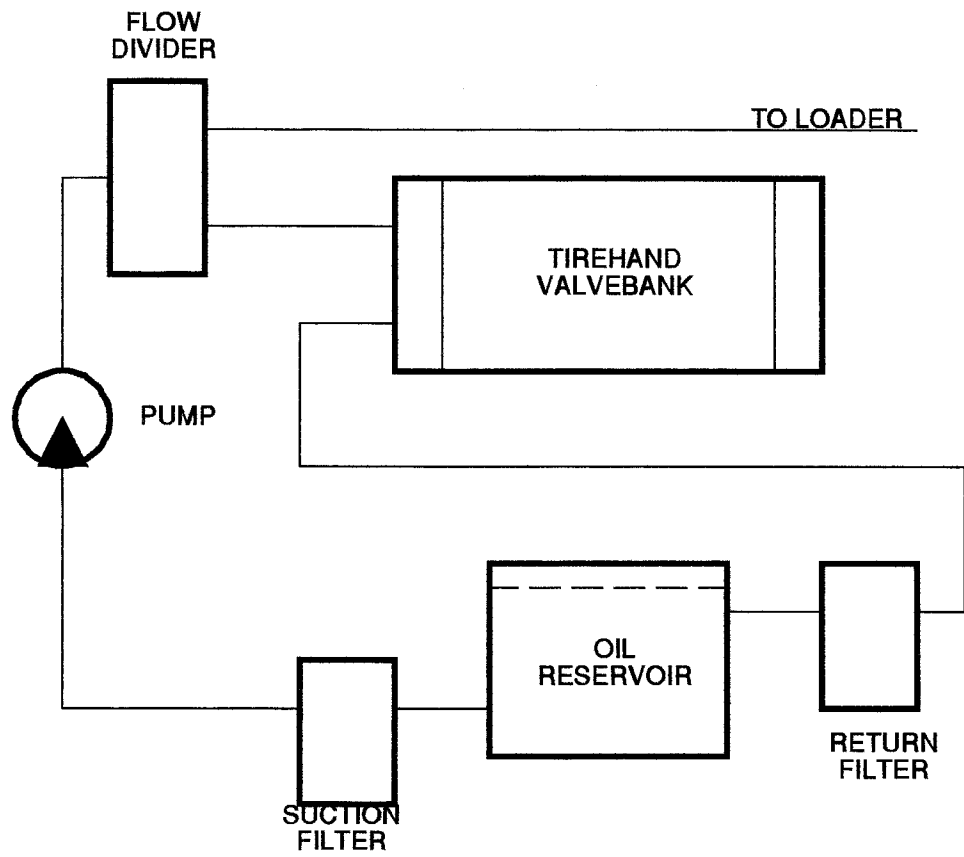 FLOW
DIVIDER
TO LOADER
TIREHAND
VALVEBANK
PUMP
OIL
RESERVOIR
RETURN
FILTER
SUCTION
FILTER